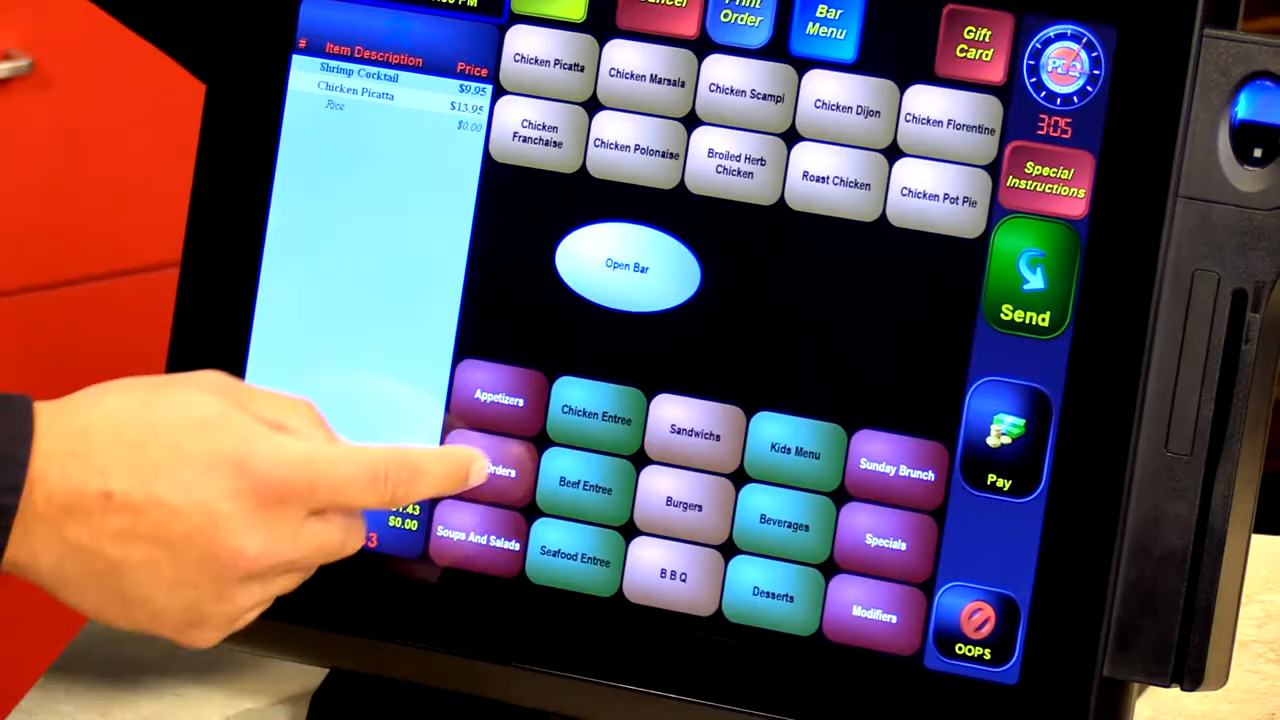 PM
Cancel
Print
Order
Bar
Menu
Gift
Card
# Item Description Price
Shrimp Cocktail $9.95
Chicken Picatta $13.95
Rice $0.00
Chicken Picatta
Chicken Marsala
Chicken Scampi
Chicken Dijon
Chicken Florentine
Chicken
Franchaise
Chicken Polonaise
Broiled Herb
Chicken
Roast Chicken
Chicken Pot Pie
3:05
Special
Instructions
Open Bar
Send
Appetizers
Chicken Entree
Sandwichs
Kids Menu
Sunday Brunch
Orders
Beef Entree
Burgers
Beverages
Specials
Soups And Salads
Seafood Entree
B B Q
Desserts
Modifiers
Pay
OOPS
$0.00